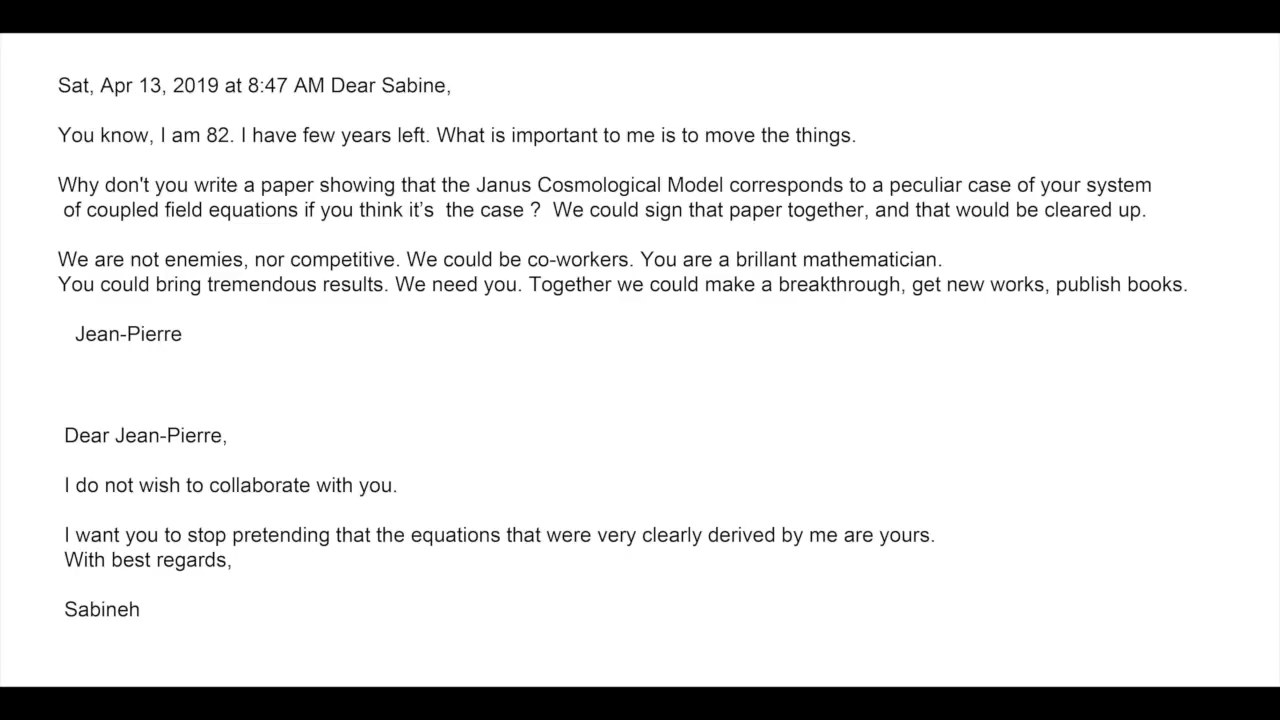 Sat, Apr 13, 2019 at 8:47 AM Dear Sabine,
You know, I am 82. I have few years left. What is important to me is to move the things.
Why don't you write a paper showing that the Janus Cosmological Model corresponds to a peculiar case of your system
of coupled field equations if you think it's the case ? We could sign that paper together, and that would be cleared up.
We are not enemies, nor competitive. We could be co-workers. You are a brillant mathematician.
You could bring tremendous results. We need you. Together we could make a breakthrough, get new works, publish books.
Jean-Pierre
Dear Jean-Pierre,
I do not wish to collaborate with you.
I want you to stop pretending that the equations that were very clearly derived by me are yours.
With best regards,
Sabineh